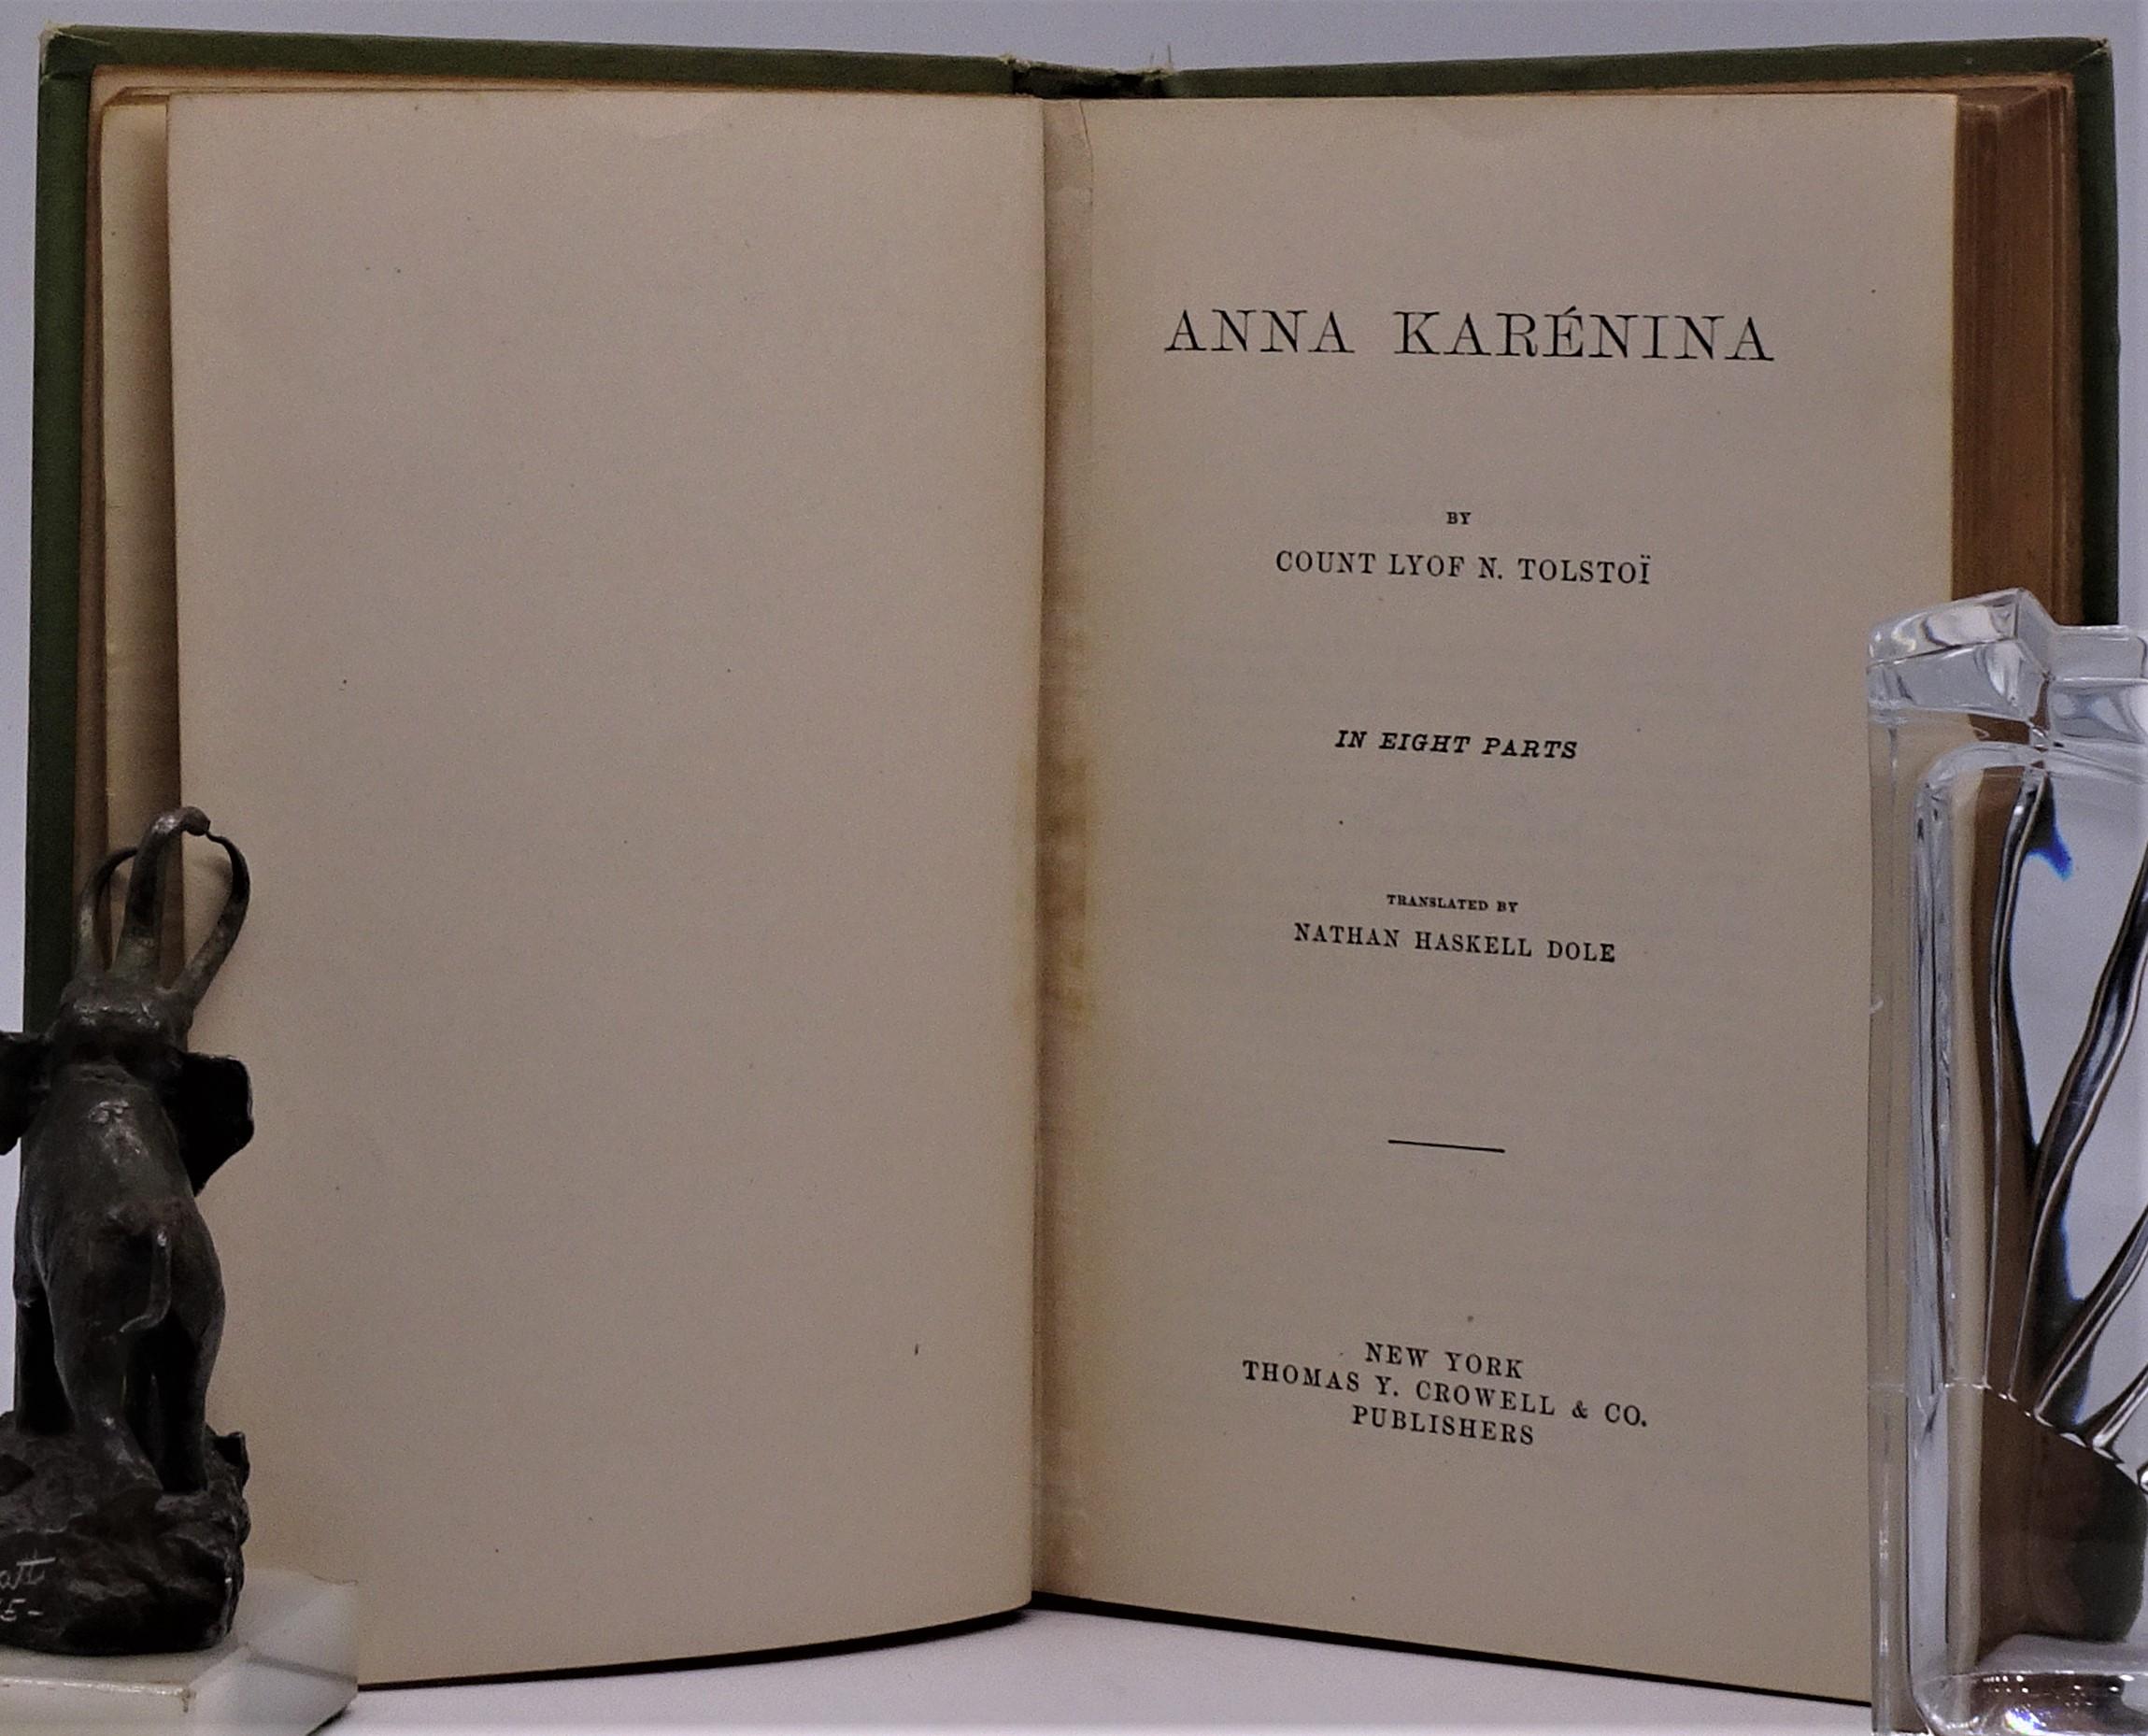 ANNA KARÉNINA
BY
COUNT LYOF N. TOLSTOÏ
IN EIGHT PARTS
TRANSLATED BY
NATHAN HASKELL DOLE
NEW YORK
THOMAS Y. CROWELL & CO.
PUBLISHERS